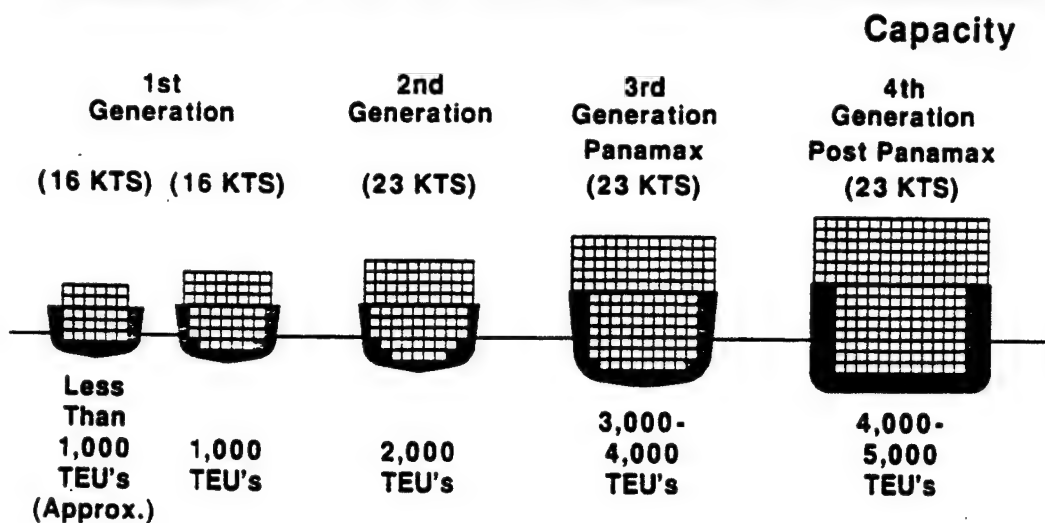 Capacity
1st
Generation
2nd
Generation
3rd
Generation
Panamax
4th
Generation
Post Panamax
(16 KTS) (16 KTS)
(23 KTS)
(23 KTS)
(23 KTS)
Less
Than
1,000
TEU's
(Approx.)
1,000
TEU's
2,000
TEU's
3,000-
4,000
TEU's
4,000-
5,000
TEU's